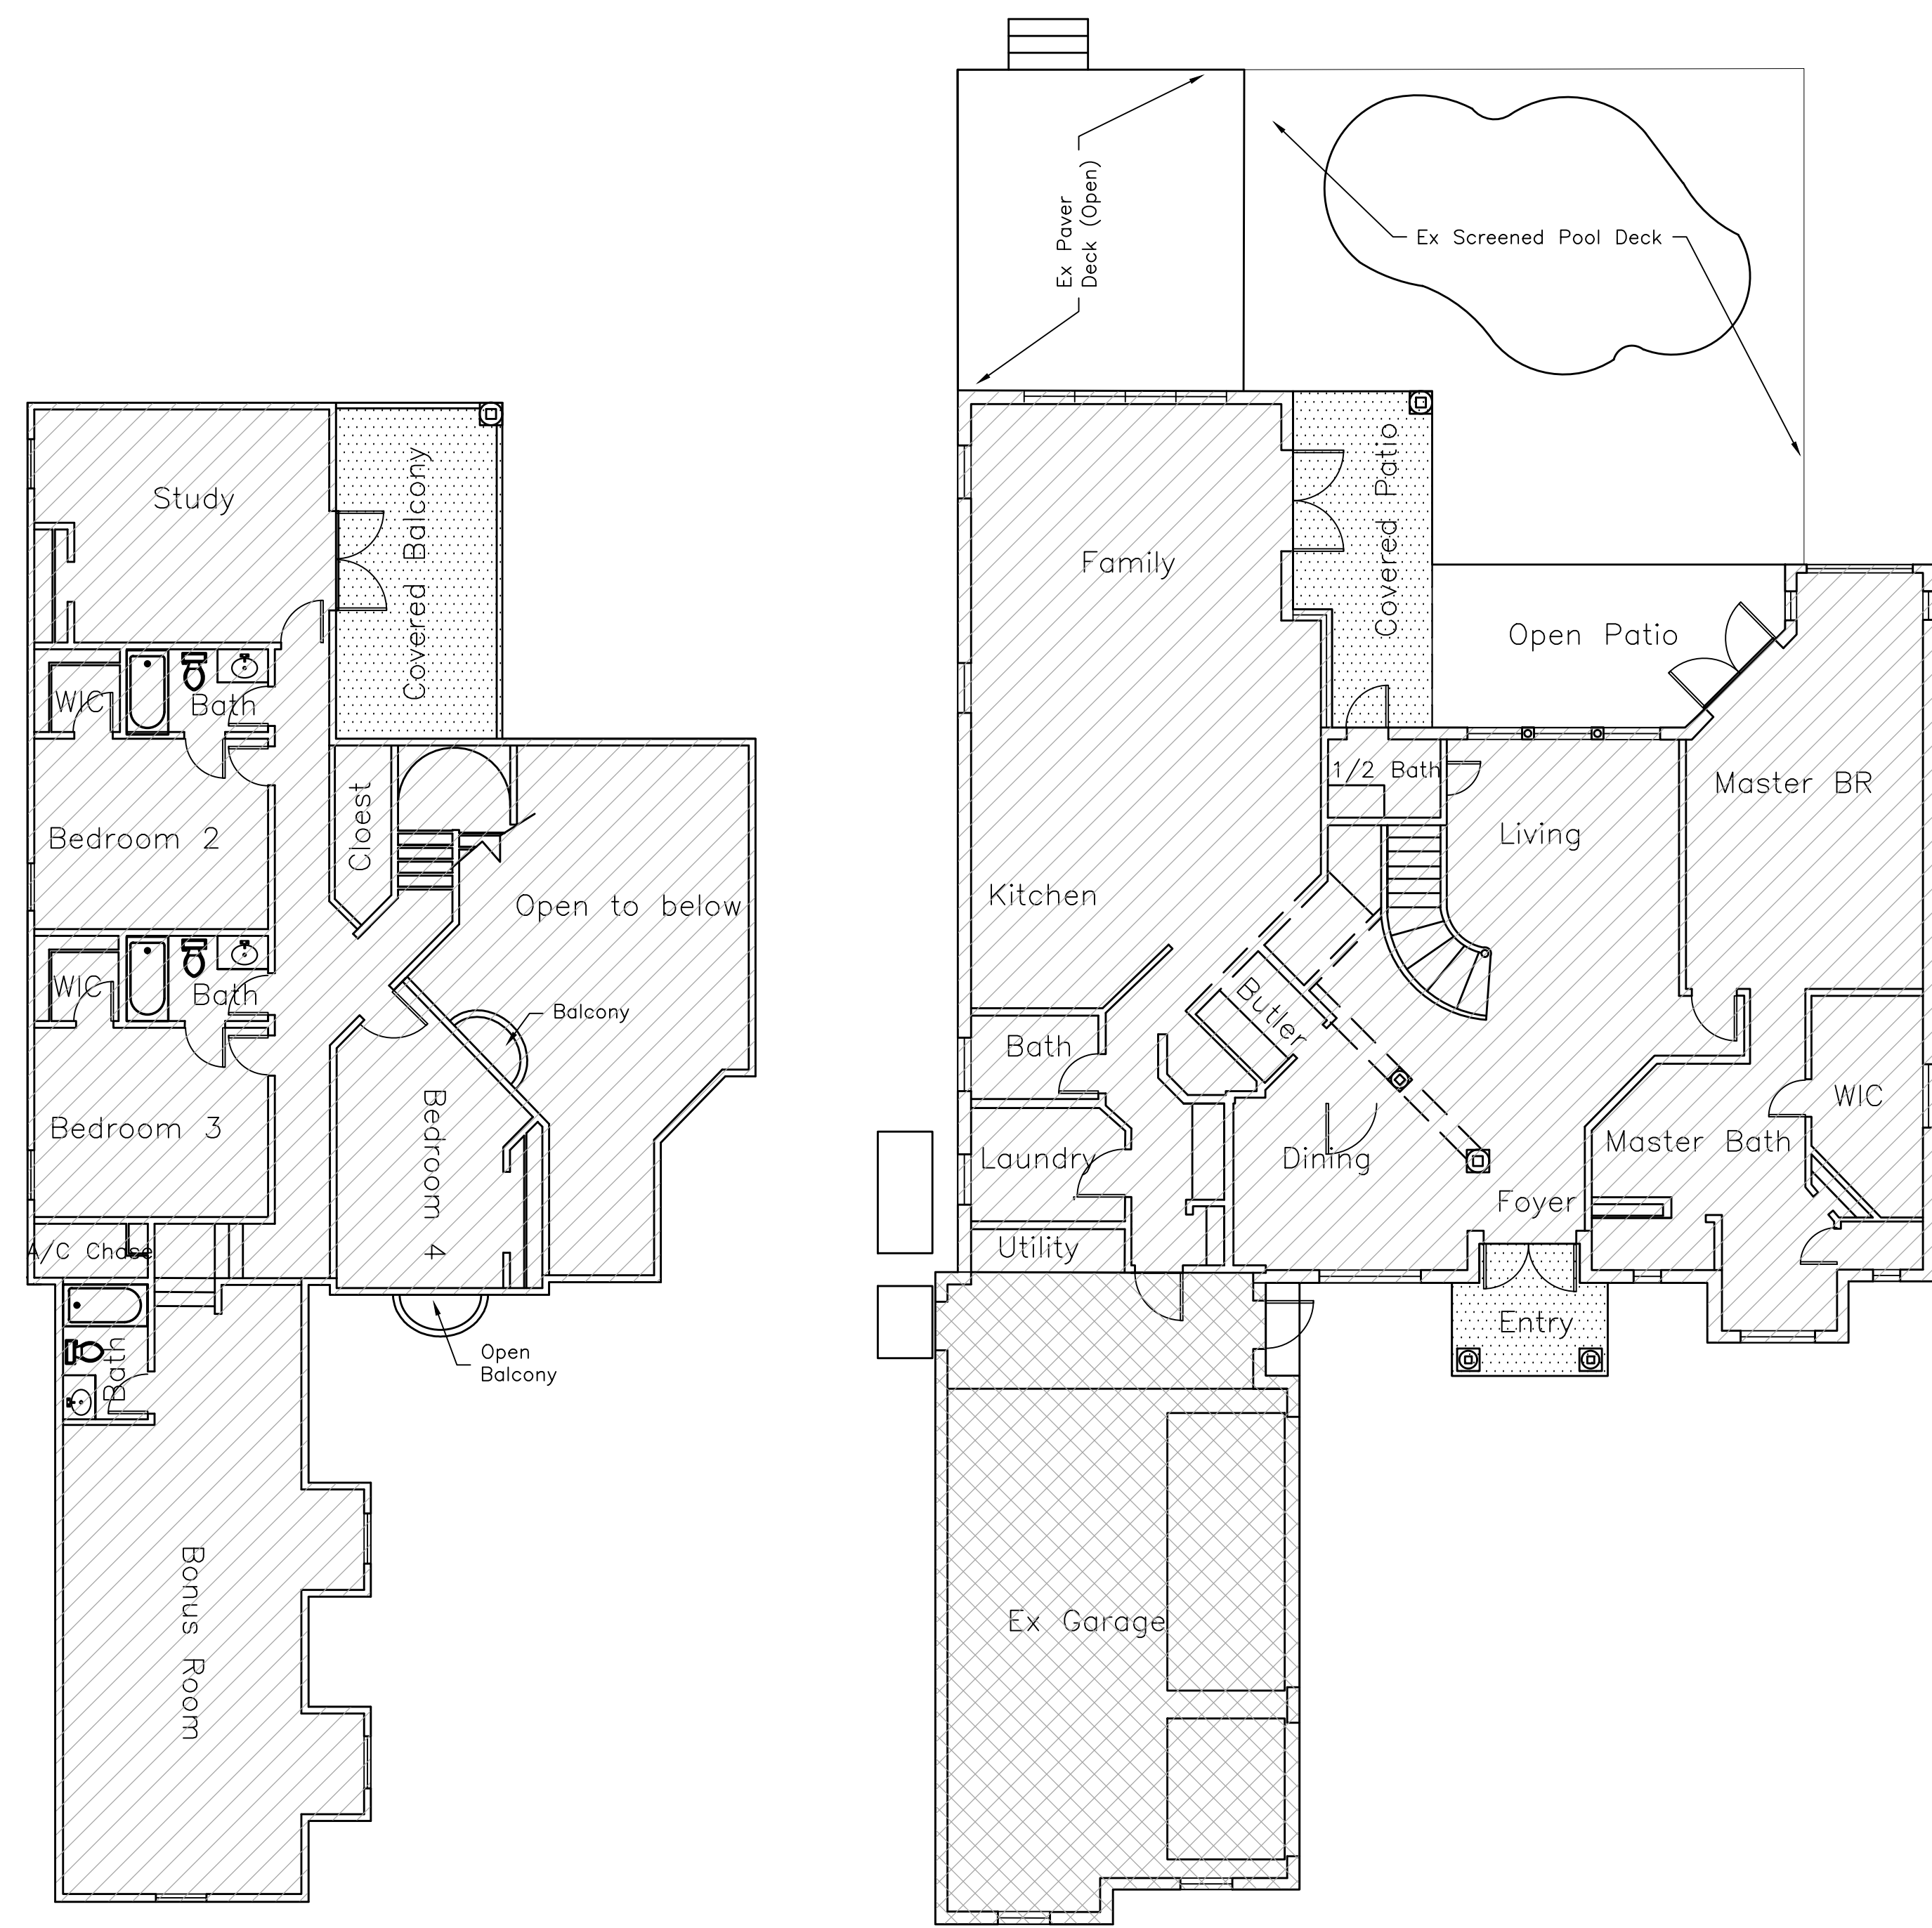 Study
Covered Balcony
WIC
Bath
Bedroom 2
Cloest
Open to below
WIC
Bath
Balcony
Bedroom 3
Bedroom 4
A/C Chase
Bath
Open
Balcony
Bonus Room
Ex Paver
Deck (Open)
Ex Screened Pool Deck
Family
Covered Patio
Open Patio
1/2 Bath
Master BR
Living
Kitchen
Butler
Bath
WIC
Laundry
Dining
Master Bath
Foyer
Utility
Entry
Ex Garage